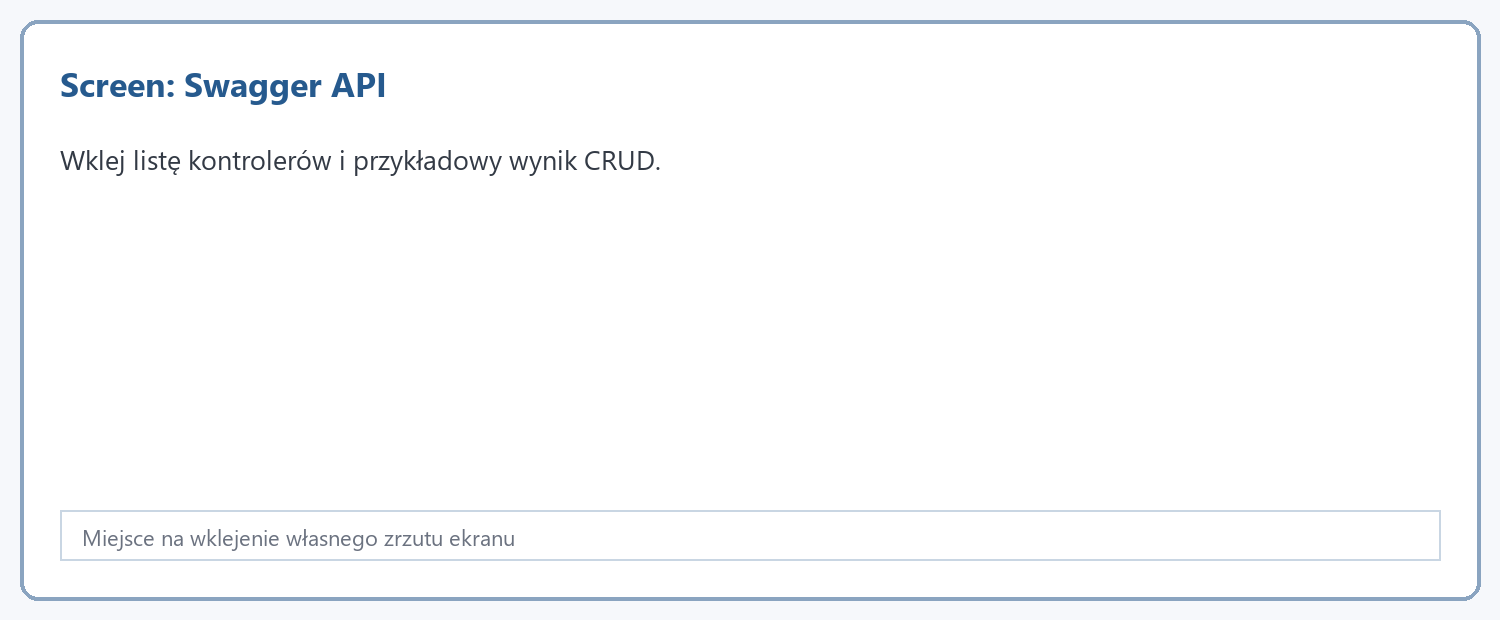 Screen: Swagger API
Wklej listę kontrolerów i przykładowy wynik CRUD.
Miejsce na wklejenie własnego zrzutu ekranu